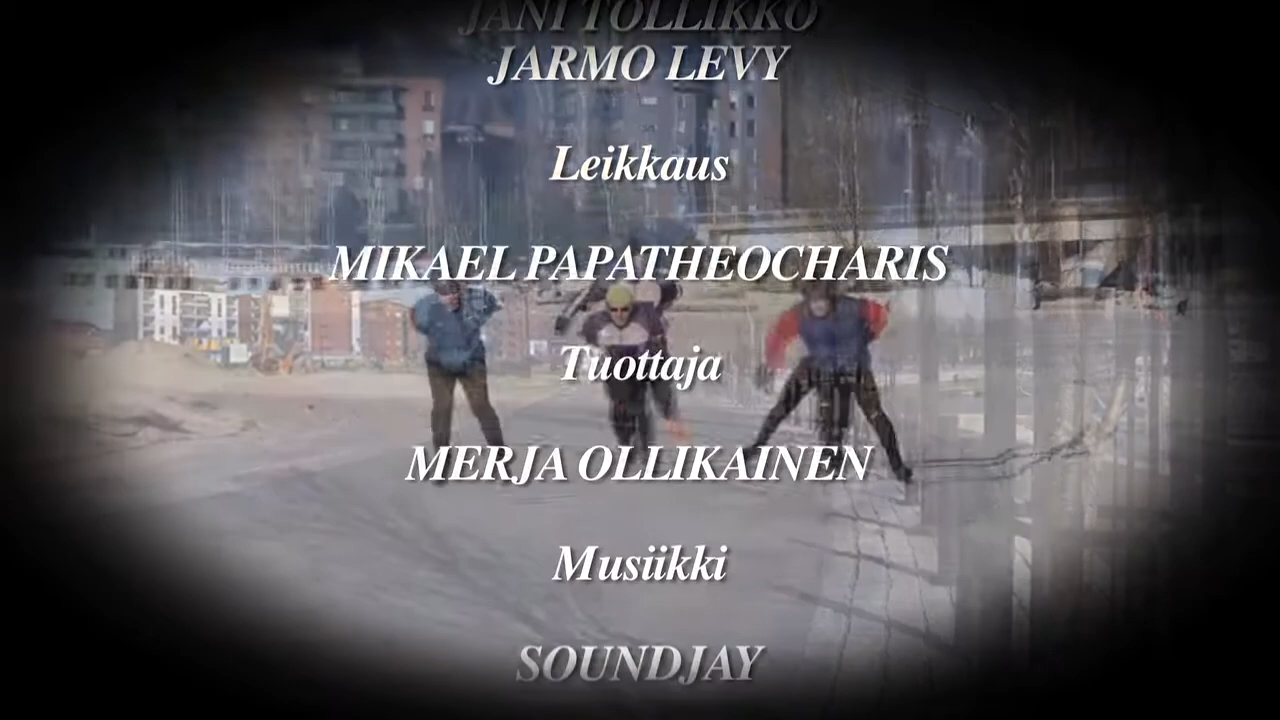 JANI TOLLIKKO
JARMO LEVY
Leikkaus
MIKAEL PAPATHEOCHARIS
Tuottaja
MERJA OLLIKAINEN
Musiikki
SOUNDJAY